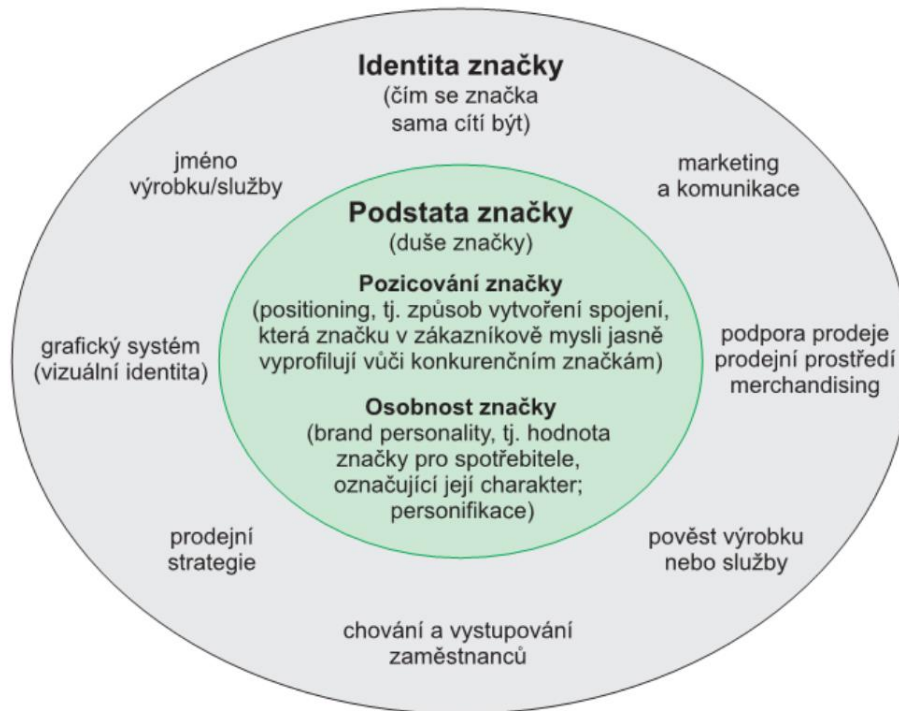 Identita značky
(čím se značka
sama cítí být)
jméno
výrobku/služby
marketing
a komunikace
Podstata značky
(duše značky)
Pozicování značky
(positioning, tj. způsob vytvoření spojení,
která značku v zákazníkově mysli jasně
vyprofilují vůči konkurenčním značkám)
grafický systém
(vizuální identita)
podpora prodeje
prodejní prostředí
merchandising
Osobnost značky
(brand personality, tj. hodnota
značky pro spotřebitele,
označující její charakter;
personifikace)
prodejní
strategie
pověst výrobku
nebo služby
chování a vystupování
zaměstnanců